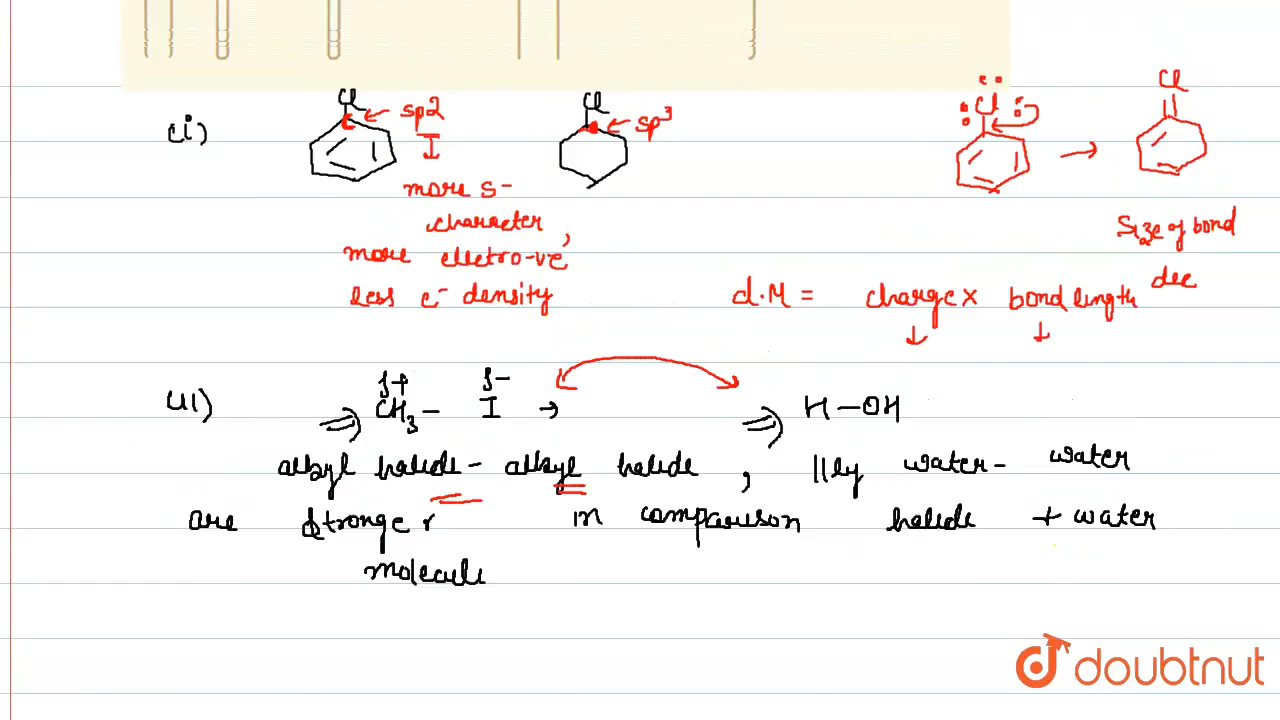 (i)
Cl
sp2
I
more s-
character,
more electro-ve
less e⁻ density
Cl
sp³
Cl
Cl
Size of bond
dec
d.M = charge x bond length
↓ ↓
δ+ δ-
ii) ⇒ CH3 - I → ⇒ H - OH
alkyl halide - alkyl halide, lly water - water
are stronger in comparison halide + water
molecule
doubtnut